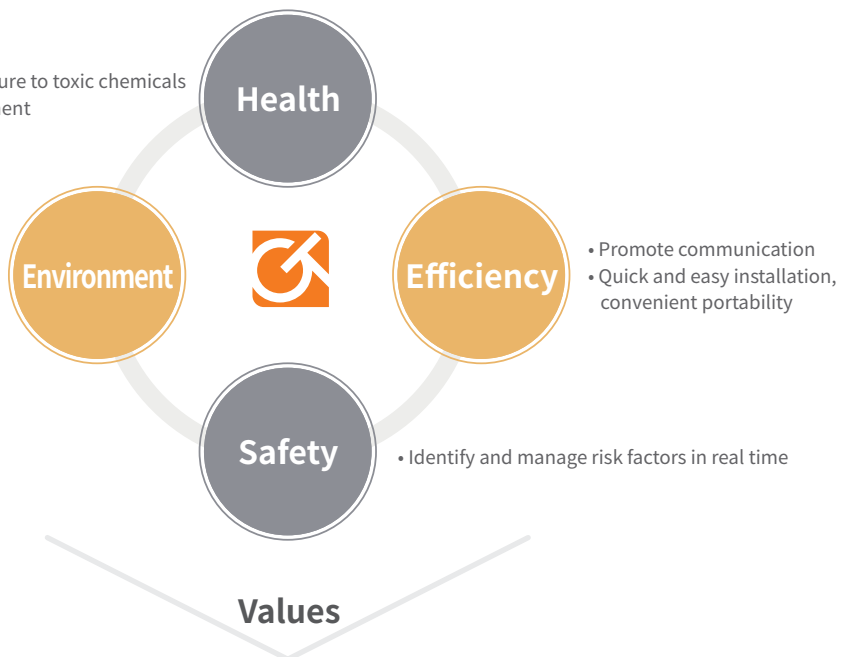 ure to toxic chemicals
ent
Health
Environment
Efficiency
• Promote communication
• Quick and easy installation,
convenient portability
Safety
• Identify and manage risk factors in real time
Values